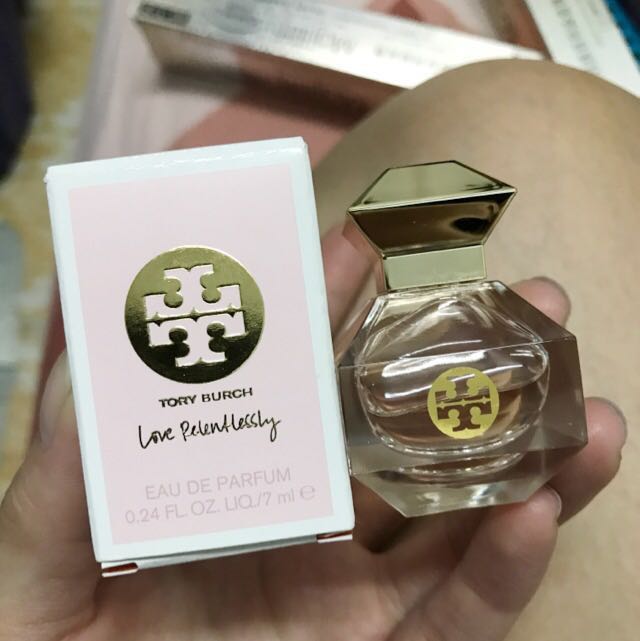 TORY BURCH
Love Relentlessly
EAU DE PARFUM
0.24 FL. OZ. LIQ./7 ml ℮